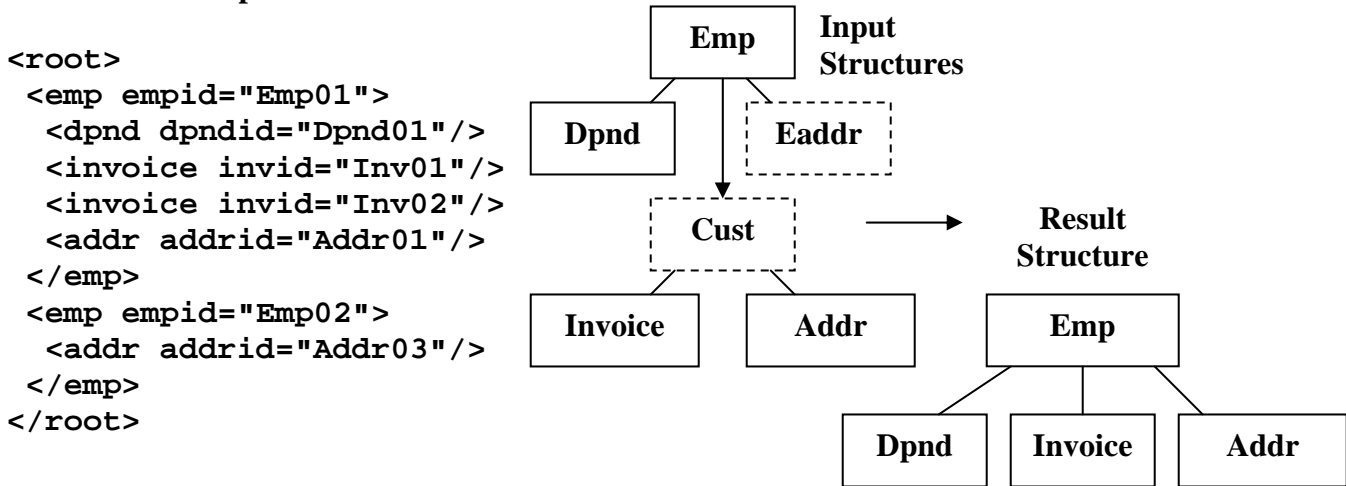 <root>
<emp empid="Emp01">
<dpnd dpndid="Dpnd01"/>
<invoice invid="Inv01"/>
<invoice invid="Inv02"/>
<addr addrid="Addr01"/>
</emp>
<emp empid="Emp02">
<addr addrid="Addr03"/>
</emp>
</root>
Emp
Input
Structures
Dpnd
Eaddr
Cust
Invoice
Addr
Result
Structure
Emp
Dpnd
Invoice
Addr